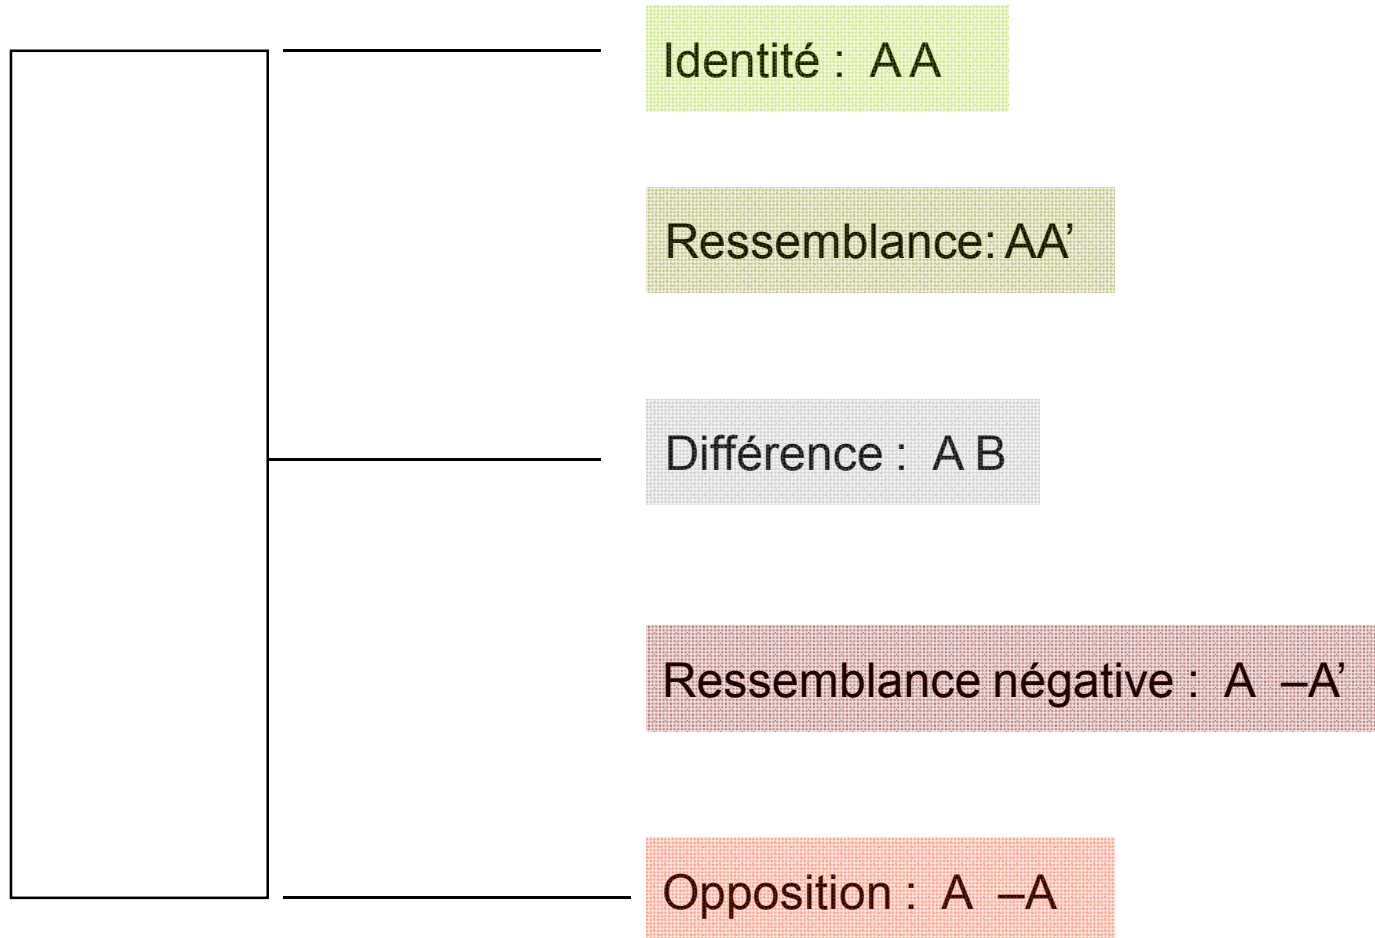 Identité : A A
Ressemblance: AA’
Différence : A B
Ressemblance négative : A –A’
Opposition : A –A